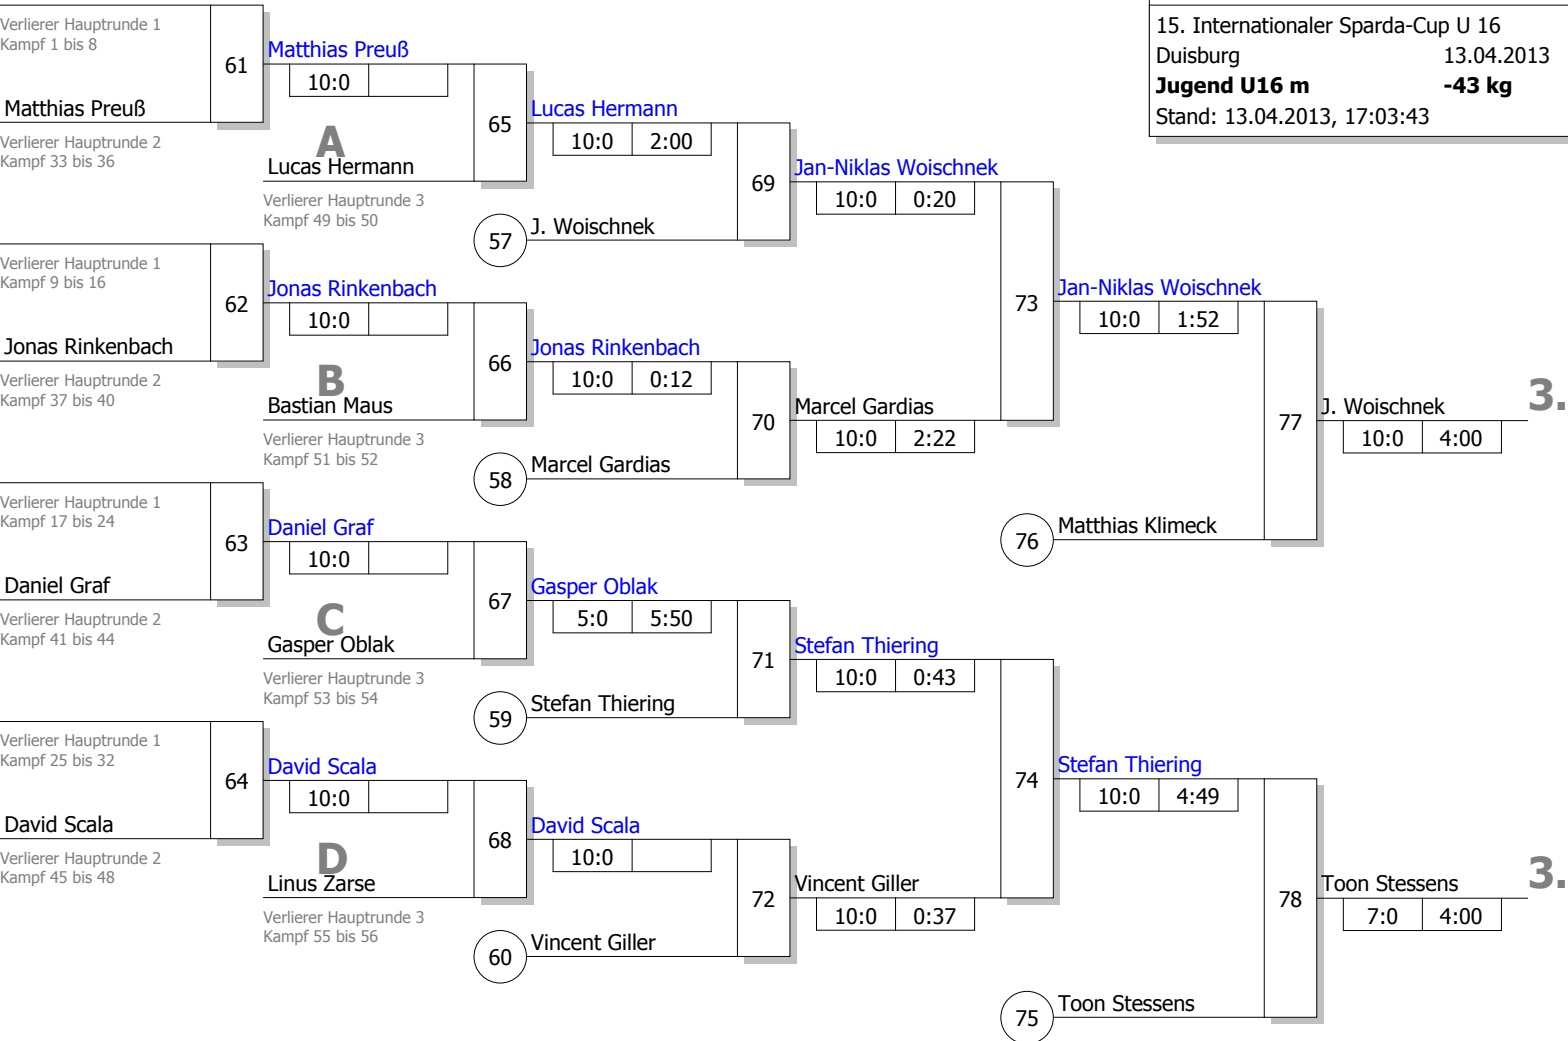 15. Internationaler Sparda-Cup U 16
Duisburg 13.04.2013
Jugend U16 m -43 kg
Stand: 13.04.2013, 17:03:43
Verlierer Hauptrunde 1
Kampf 1 bis 8
61
Matthias Preuß
10:0
Matthias Preuß
Verlierer Hauptrunde 2
Kampf 33 bis 36
A
Lucas Hermann
Verlierer Hauptrunde 3
Kampf 49 bis 50
65
Lucas Hermann
10:0 2:00
57
J. Woischnek
69
Jan-Niklas Woischnek
10:0 0:20
Verlierer Hauptrunde 1
Kampf 9 bis 16
62
Jonas Rinkenbach
10:0
Jonas Rinkenbach
Verlierer Hauptrunde 2
Kampf 37 bis 40
B
Bastian Maus
Verlierer Hauptrunde 3
Kampf 51 bis 52
66
Jonas Rinkenbach
10:0 0:12
58
Marcel Gardias
70
Marcel Gardias
10:0 2:22
73
Jan-Niklas Woischnek
10:0 1:52
76
Matthias Klimeck
77
J. Woischnek
10:0 4:00
3.
Verlierer Hauptrunde 1
Kampf 17 bis 24
63
Daniel Graf
10:0
Daniel Graf
Verlierer Hauptrunde 2
Kampf 41 bis 44
C
Gasper Oblak
Verlierer Hauptrunde 3
Kampf 53 bis 54
67
Gasper Oblak
5:0 5:50
59
Stefan Thiering
71
Stefan Thiering
10:0 0:43
Verlierer Hauptrunde 1
Kampf 25 bis 32
64
David Scala
10:0
David Scala
Verlierer Hauptrunde 2
Kampf 45 bis 48
D
Linus Zarse
Verlierer Hauptrunde 3
Kampf 55 bis 56
68
David Scala
10:0
60
Vincent Giller
72
Vincent Giller
10:0 0:37
74
Stefan Thiering
10:0 4:49
75
Toon Stessens
78
Toon Stessens
7:0 4:00
3.